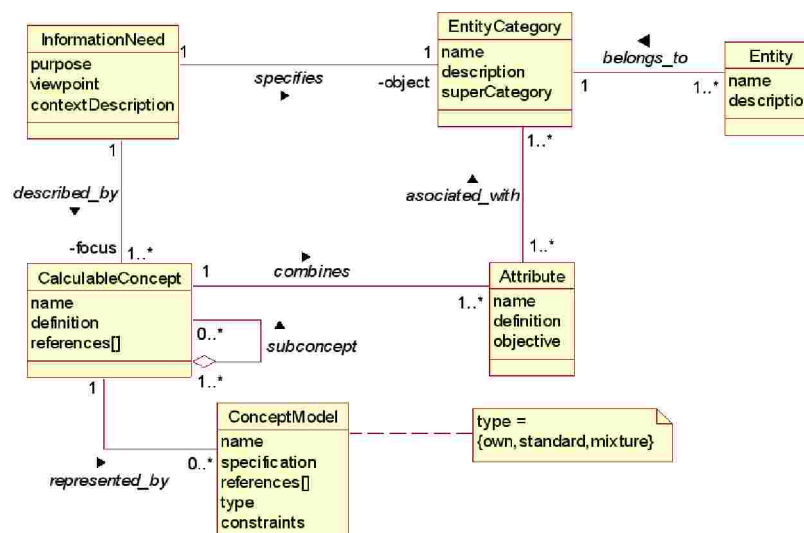 InformationNeed
purpose
viewpoint
contextDescription
1
specifies
1
-object
EntityCategory
name
description
superCategory
belongs_to
1
1..*
Entity
name
description
1
described_by
-focus
1..*
1..*
asociated_with
1..*
CalculableConcept
name
definition
references[]
1
combines
1..*
Attribute
name
definition
objective
0..*
subconcept
1..*
1
represented_by
0..*
ConceptModel
name
specification
references[]
type
constraints
type =
{own,standard,mixture}